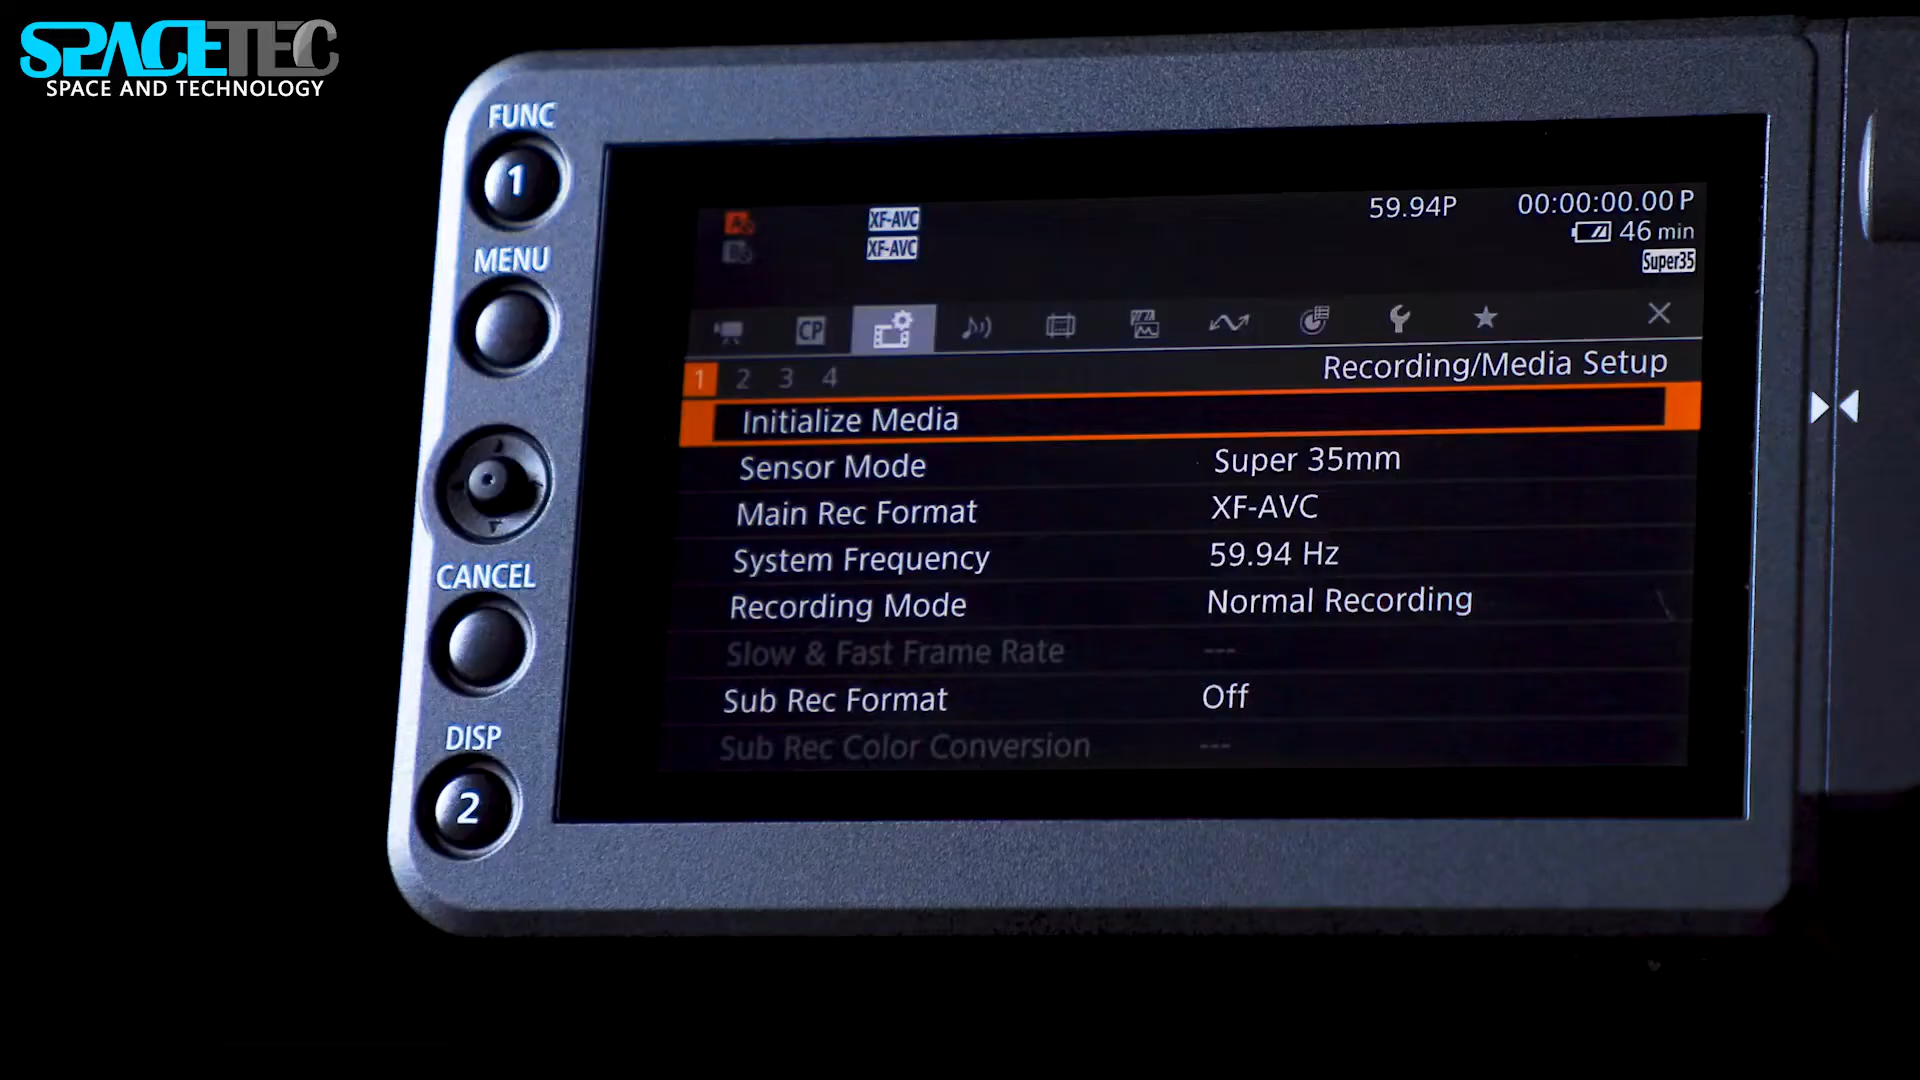 SPACETEC
SPACE AND TECHNOLOGY
FUNC
1
MENU
CANCEL
DISP
2
XF-AVC
XF-AVC
59.94P
00:00:00.00 P
46 min
Super35
CP
1 2 3 4
Recording/Media Setup
Initialize Media
Sensor Mode Super 35mm
Main Rec Format XF-AVC
System Frequency 59.94 Hz
Recording Mode Normal Recording
Slow & Fast Frame Rate ---
Sub Rec Format Off
Sub Rec Color Conversion ---